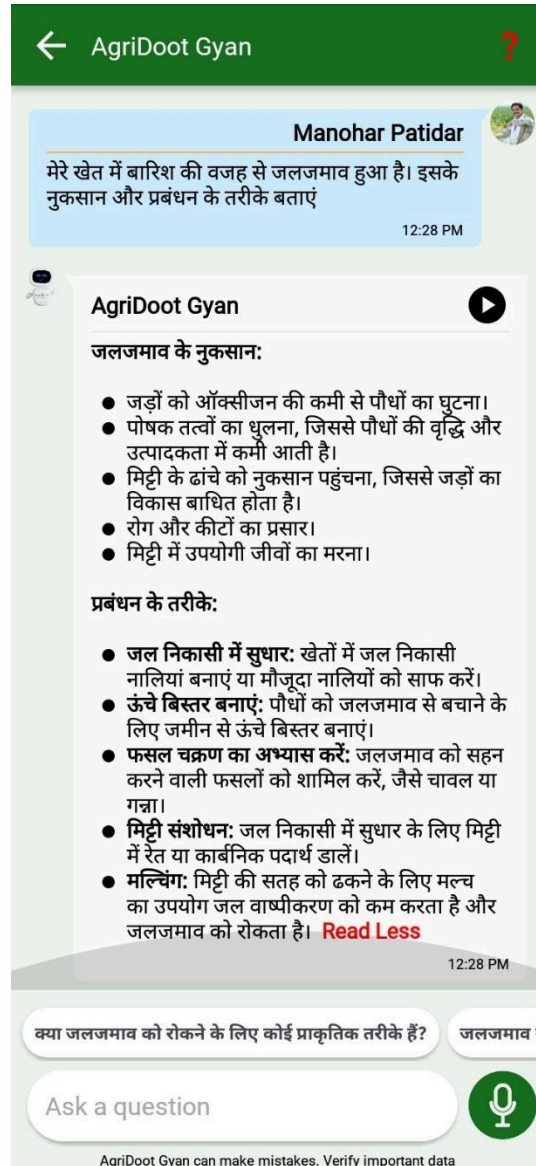 AgriDoot Gyan
?
Manohar Patidar
मेरे खेत में बारिश की वजह से जलजमाव हुआ है। इसके
नुकसान और प्रबंधन के तरीके बताएं
12:28 PM
AgriDoot Gyan
जलजमाव के नुकसान:
● जड़ों को ऑक्सीजन की कमी से पौधों का घुटना।
● पोषक तत्वों का धुलना, जिससे पौधों की वृद्धि और
उत्पादकता में कमी आती है।
● मिट्टी के ढांचे को नुकसान पहुंचना, जिससे जड़ों का
विकास बाधित होता है।
● रोग और कीटों का प्रसार।
● मिट्टी में उपयोगी जीवों का मरना।
प्रबंधन के तरीके:
● जल निकासी में सुधार: खेतों में जल निकासी
नालियां बनाएं या मौजूदा नालियों को साफ करें।
● ऊंचे बिस्तर बनाएं: पौधों को जलजमाव से बचाने के
लिए जमीन से ऊंचे बिस्तर बनाएं।
● फसल चक्रण का अभ्यास करें: जलजमाव को सहन
करने वाली फसलों को शामिल करें, जैसे चावल या
गन्ना।
● मिट्टी संशोधन: जल निकासी में सुधार के लिए मिट्टी
में रेत या कार्बनिक पदार्थ डालें।
● मल्चिंग: मिट्टी की सतह को ढकने के लिए मल्च
का उपयोग जल वाष्पीकरण को कम करता है और
जलजमाव को रोकता है। Read Less
12:28 PM
क्या जलजमाव को रोकने के लिए कोई प्राकृतिक तरीके हैं?
जलजमाव
Ask a question
AgriDoot Gyan can make mistakes. Verify important data